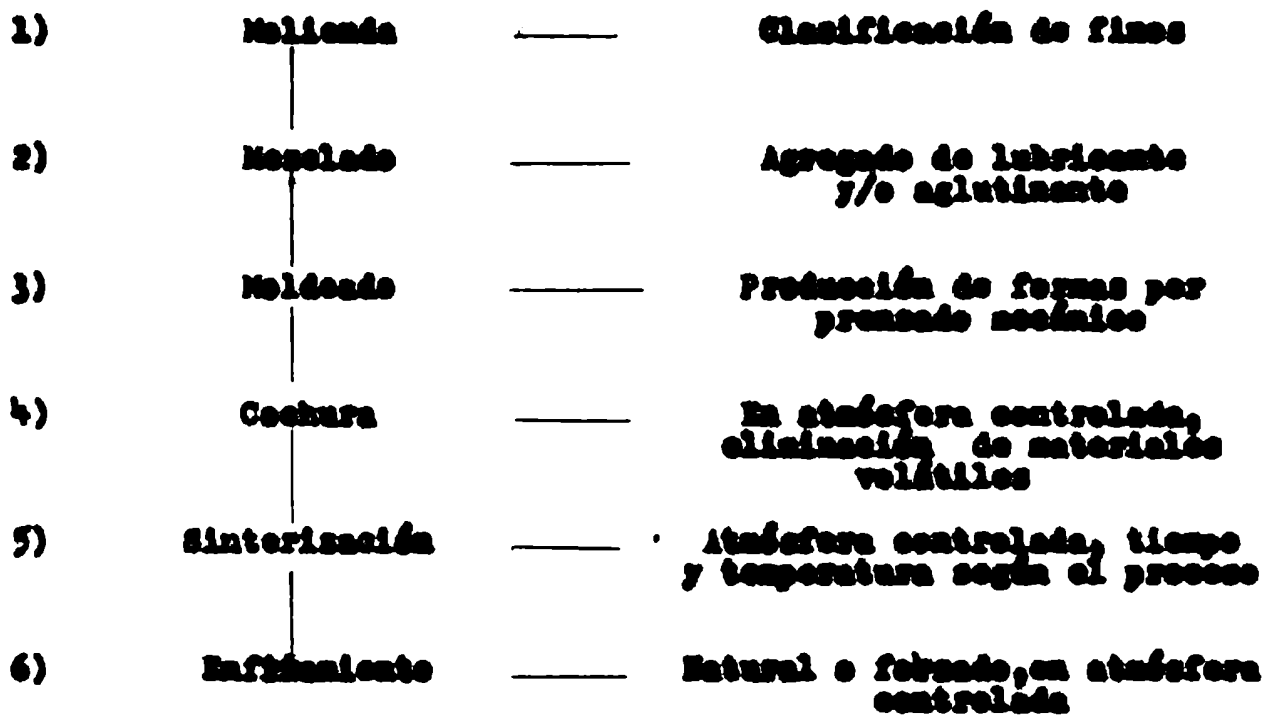 1) Molienda Clasificación de finos
2) Mezclado Agregado de lubricante
y/o aglutinante
3) Moldeado Producción de formas por
prensado mecánico
4) Cochura En atmósfera controlada,
eliminación de materiales
volátiles
5) Sinterización Atmósfera controlada, tiempo
y temperatura según el proceso
6) Enfriamiento Natural o forzado, en atmósfera
controlada